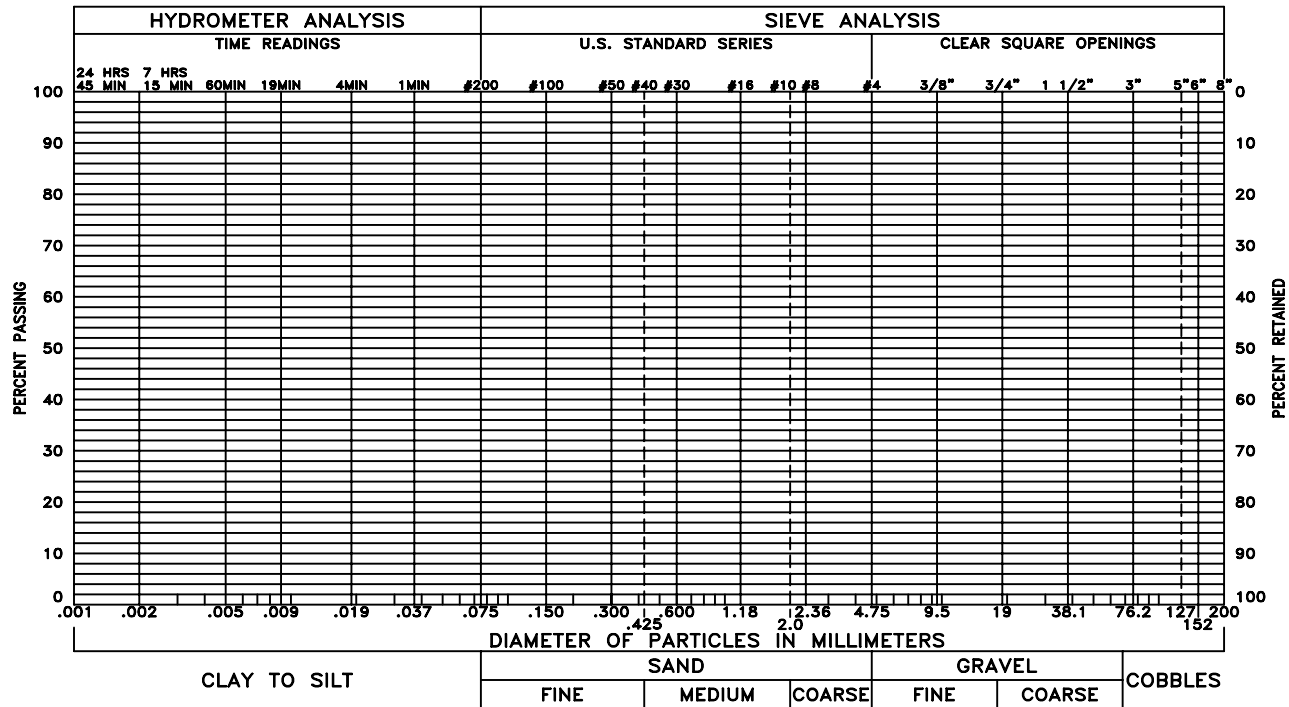 HYDROMETER ANALYSIS SIEVE ANALYSIS
TIME READINGS U.S. STANDARD SERIES CLEAR SQUARE OPENINGS
24 HRS 7 HRS
45 MIN 15 MIN 60MIN 19MIN 4MIN 1MIN #200 #100 #50 #40 #30 #16 #10 #8 #4 3/8" 3/4" 1 1/2" 3" 5" 6" 8"
100 0
90 10
80 20
70 30
60 40
50 50
40 60
30 70
20 80
10 90
0 100
PERCENT PASSING
PERCENT RETAINED
.001 .002 .005 .009 .019 .037 .075 .150 .300 .600 1.18 2.36 4.75 9.5 19 38.1 76.2 127 200
.425 2.0 152
DIAMETER OF PARTICLES IN MILLIMETERS
CLAY TO SILT SAND GRAVEL COBBLES
FINE MEDIUM COARSE FINE COARSE